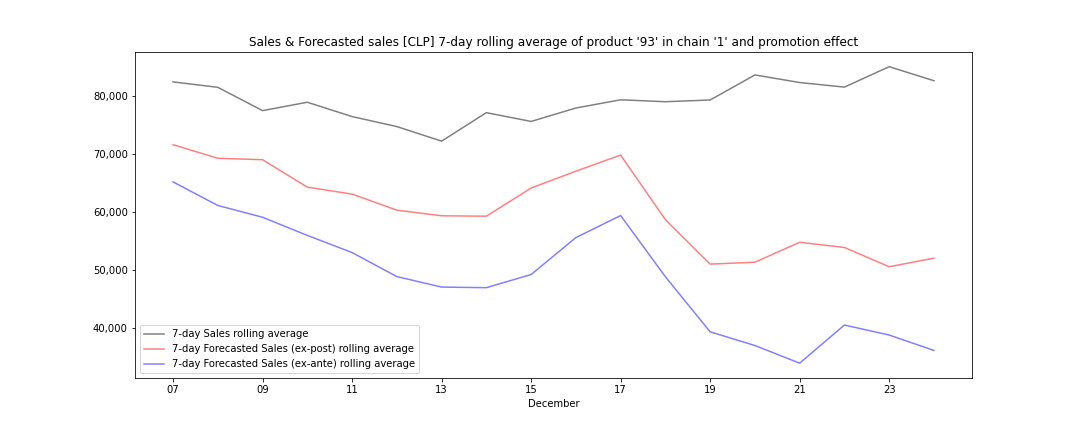 Sales & Forecasted sales [CLP] 7-day rolling average of product '93' in chain '1' and promotion effect
80,000
70,000
60,000
50,000
40,000
7-day Sales rolling average
7-day Forecasted Sales (ex-post) rolling average
7-day Forecasted Sales (ex-ante) rolling average
07 09 11 13 15 17 19 21 23
December